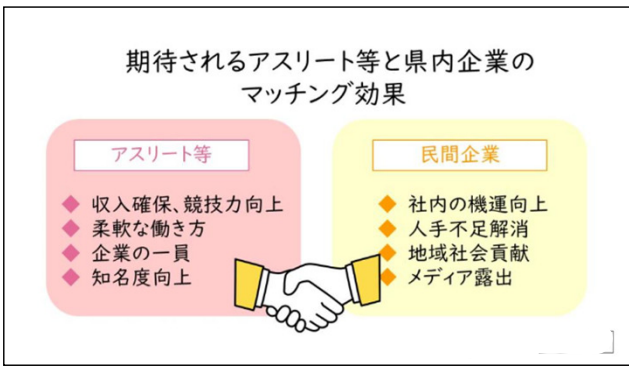 期待されるアスリート等と県内企業の
マッチング効果
アスリート等
◆ 収入確保、競技力向上
◆ 柔軟な働き方
◆ 企業の一員
◆ 知名度向上
民間企業
◆ 社内の機運向上
◆ 人手不足解消
◆ 地域社会貢献
◆ メディア露出